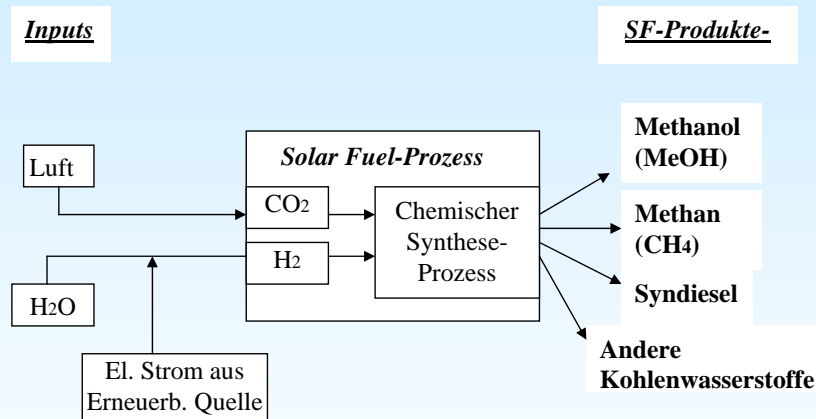 Inputs
SF-Produkte-
Luft
H2O
El. Strom aus
Erneuerb. Quelle
Solar Fuel-Prozess
CO2
H2
Chemischer
Synthese-
Prozess
Methanol
(MeOH)
Methan
(CH4)
Syndiesel
Andere
Kohlenwasserstoffe